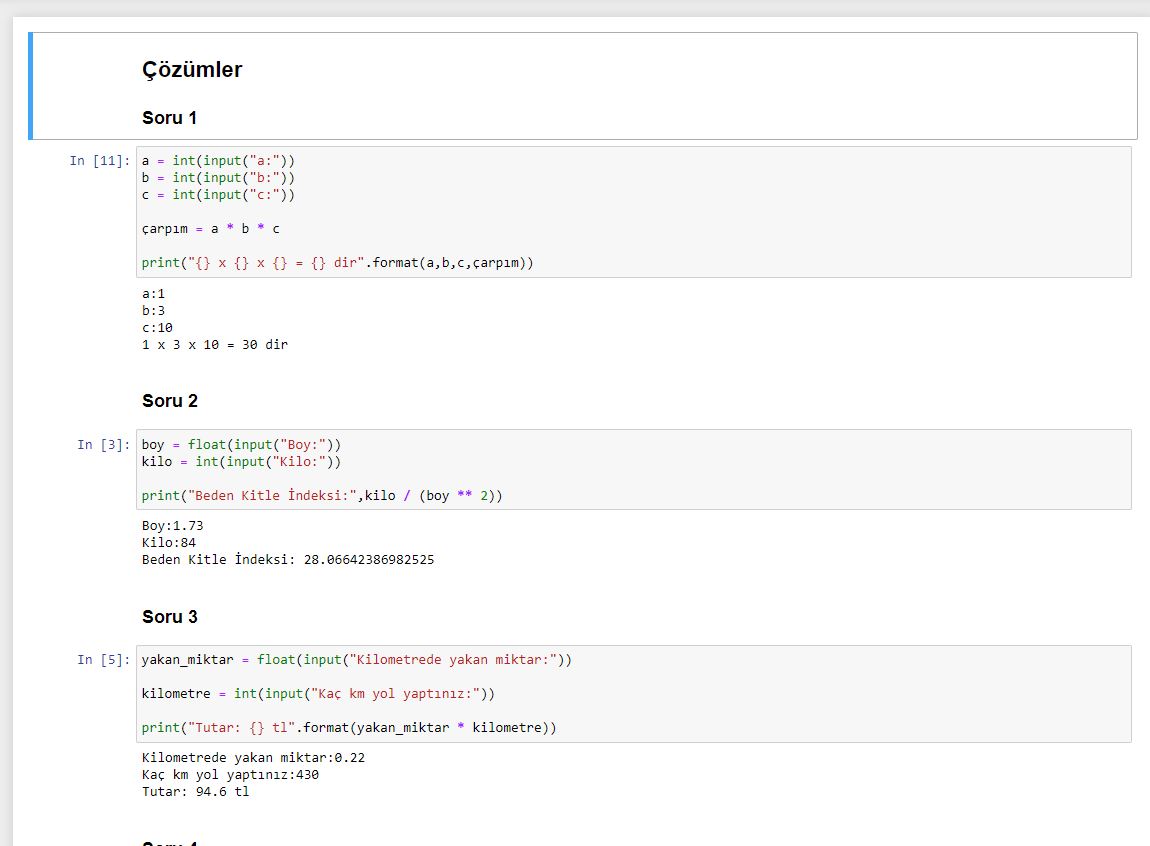 Çözümler
Soru 1
In [11]:
a = int(input("a:"))
b = int(input("b:"))
c = int(input("c:"))
çarpım = a * b * c
print("{} x {} x {} = {} dir".format(a,b,c,çarpım))
a:1
b:3
c:10
1 x 3 x 10 = 30 dir
Soru 2
In [3]:
boy = float(input("Boy:"))
kilo = int(input("Kilo:"))
print("Beden Kitle İndeksi:",kilo / (boy ** 2))
Boy:1.73
Kilo:84
Beden Kitle İndeksi: 28.06642386982525
Soru 3
In [5]:
yakan_miktar = float(input("Kilometrede yakan miktar:"))
kilometre = int(input("Kaç km yol yaptınız:"))
print("Tutar: {} tl".format(yakan_miktar * kilometre))
Kilometrede yakan miktar:0.22
Kaç km yol yaptınız:430
Tutar: 94.6 tl
Soru 4